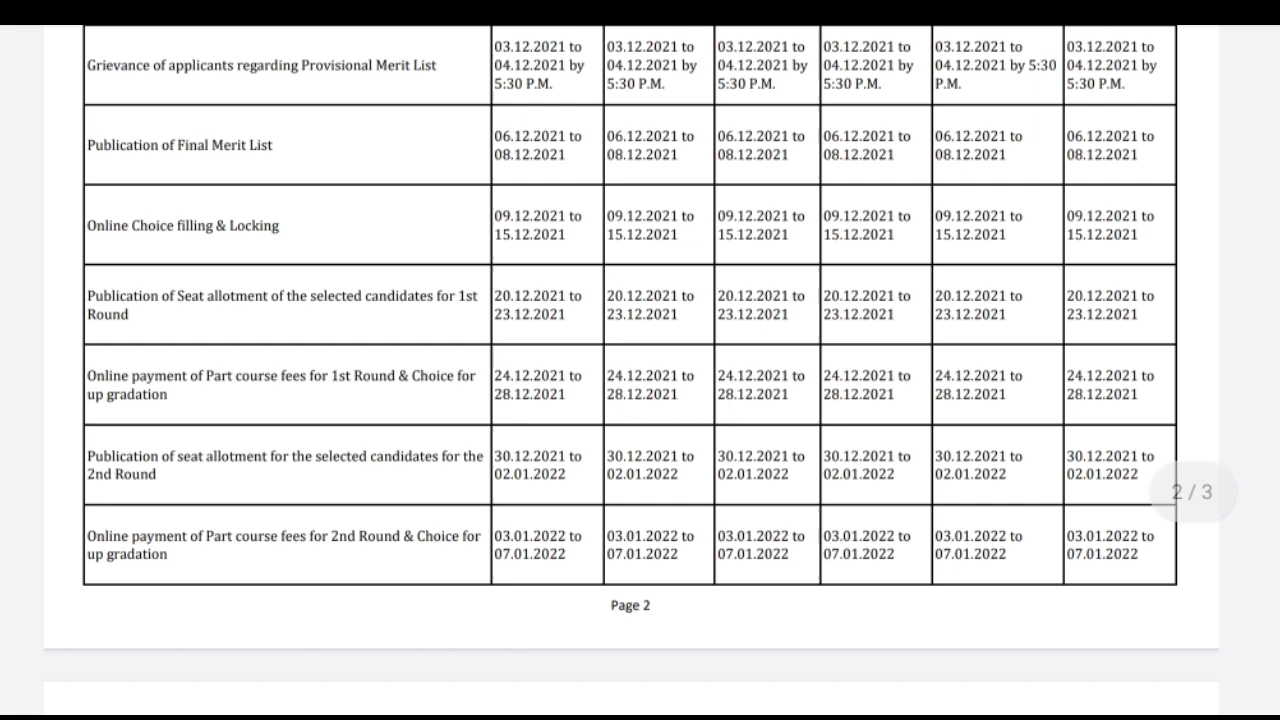 Grievance of applicants regarding Provisional Merit List
03.12.2021 to
04.12.2021 by
5:30 P.M.
03.12.2021 to
04.12.2021 by
5:30 P.M.
03.12.2021 to
04.12.2021 by
5:30 P.M.
03.12.2021 to
04.12.2021 by
5:30 P.M.
03.12.2021 to
04.12.2021 by 5:30
P.M.
03.12.2021 to
04.12.2021 by
5:30 P.M.
Publication of Final Merit List
06.12.2021 to
08.12.2021
06.12.2021 to
08.12.2021
06.12.2021 to
08.12.2021
06.12.2021 to
08.12.2021
06.12.2021 to
08.12.2021
06.12.2021 to
08.12.2021
Online Choice filling & Locking
09.12.2021 to
15.12.2021
09.12.2021 to
15.12.2021
09.12.2021 to
15.12.2021
09.12.2021 to
15.12.2021
09.12.2021 to
15.12.2021
09.12.2021 to
15.12.2021
Publication of Seat allotment of the selected candidates for 1st
Round
20.12.2021 to
23.12.2021
20.12.2021 to
23.12.2021
20.12.2021 to
23.12.2021
20.12.2021 to
23.12.2021
20.12.2021 to
23.12.2021
20.12.2021 to
23.12.2021
Online payment of Part course fees for 1st Round & Choice for
up gradation
24.12.2021 to
28.12.2021
24.12.2021 to
28.12.2021
24.12.2021 to
28.12.2021
24.12.2021 to
28.12.2021
24.12.2021 to
28.12.2021
24.12.2021 to
28.12.2021
Publication of seat allotment for the selected candidates for the
2nd Round
30.12.2021 to
02.01.2022
30.12.2021 to
02.01.2022
30.12.2021 to
02.01.2022
30.12.2021 to
02.01.2022
30.12.2021 to
02.01.2022
30.12.2021 to
02.01.2022
2 / 3
Online payment of Part course fees for 2nd Round & Choice for
up gradation
03.01.2022 to
07.01.2022
03.01.2022 to
07.01.2022
03.01.2022 to
07.01.2022
03.01.2022 to
07.01.2022
03.01.2022 to
07.01.2022
03.01.2022 to
07.01.2022
Page 2